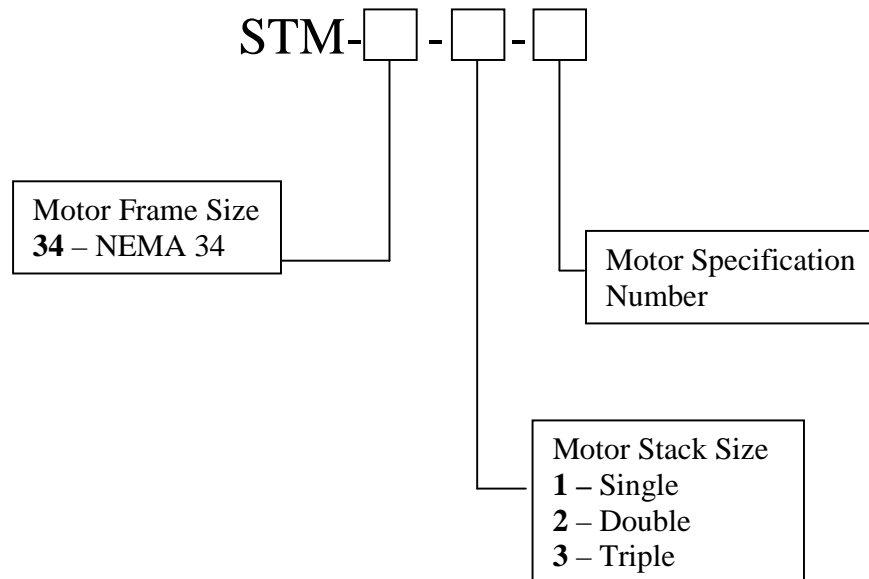 STM- - -
Motor Frame Size
34 – NEMA 34
Motor Specification
Number
Motor Stack Size
1 – Single
2 – Double
3 – Triple